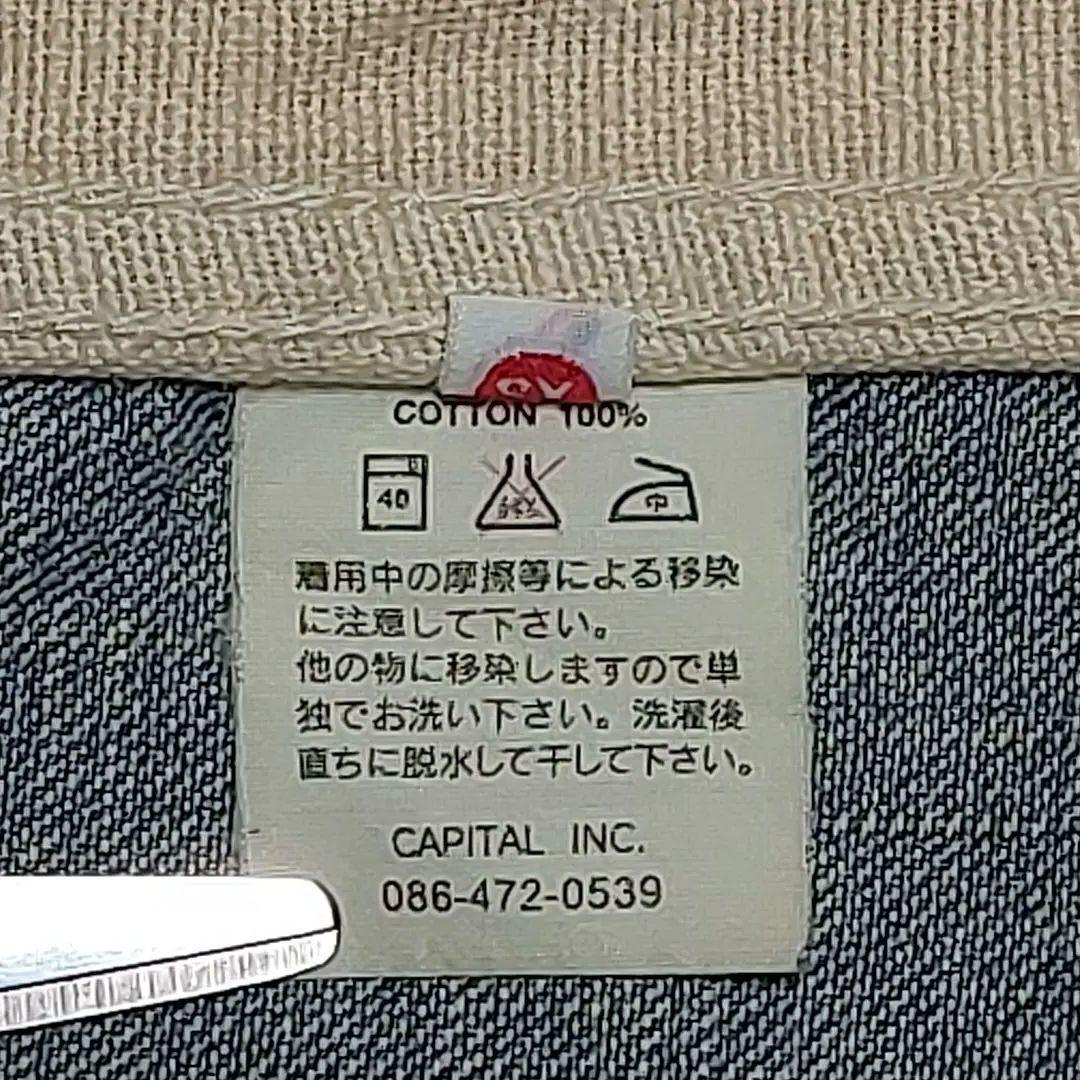 COTTON 100%
40
中
着用中の摩擦等による移染
に注意して下さい。
他の物に移染しますので単
独でお洗い下さい。洗濯後
直ちに脱水して干して下さい。
CAPITAL INC.
086-472-0539